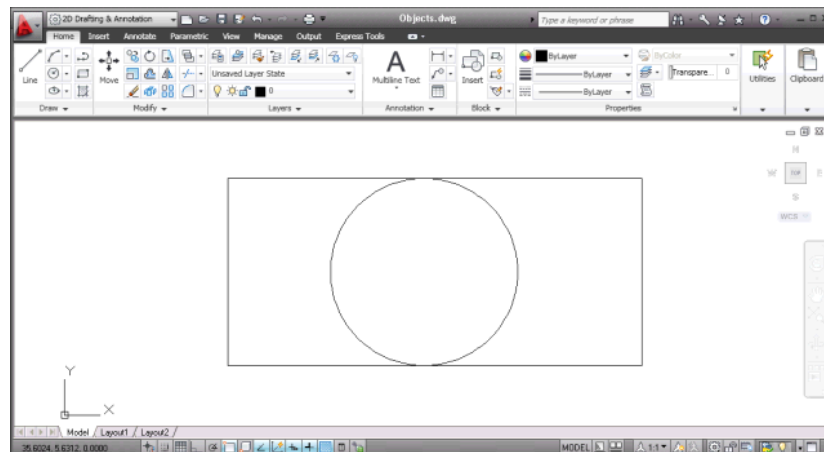 2D Drafting & Annotation Objects.dwg Type a keyword or phrase
Home Insert Annotate Parametric View Manage Output Express Tools
Line Move Unsaved Layer State Multiline Text Insert ByLayer ByColor Utilities Clipboard
ByLayer Transpare... 0
0 ByLayer
Draw Modify Layers Annotation Block Properties
N
W
S
WCS
Y
X
Model Layout1 Layout2
35.6024, 5.6312, 0.0000 MODEL 1:1